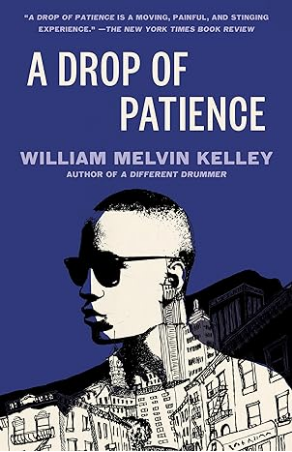 "A DROP OF PATIENCE IS A MOVING, PAINFUL, AND STINGING
EXPERIENCE." —THE NEW YORK TIMES BOOK REVIEW
A DROP OF
PATIENCE
WILLIAM MELVIN KELLEY
AUTHOR OF A DIFFERENT DRUMMER